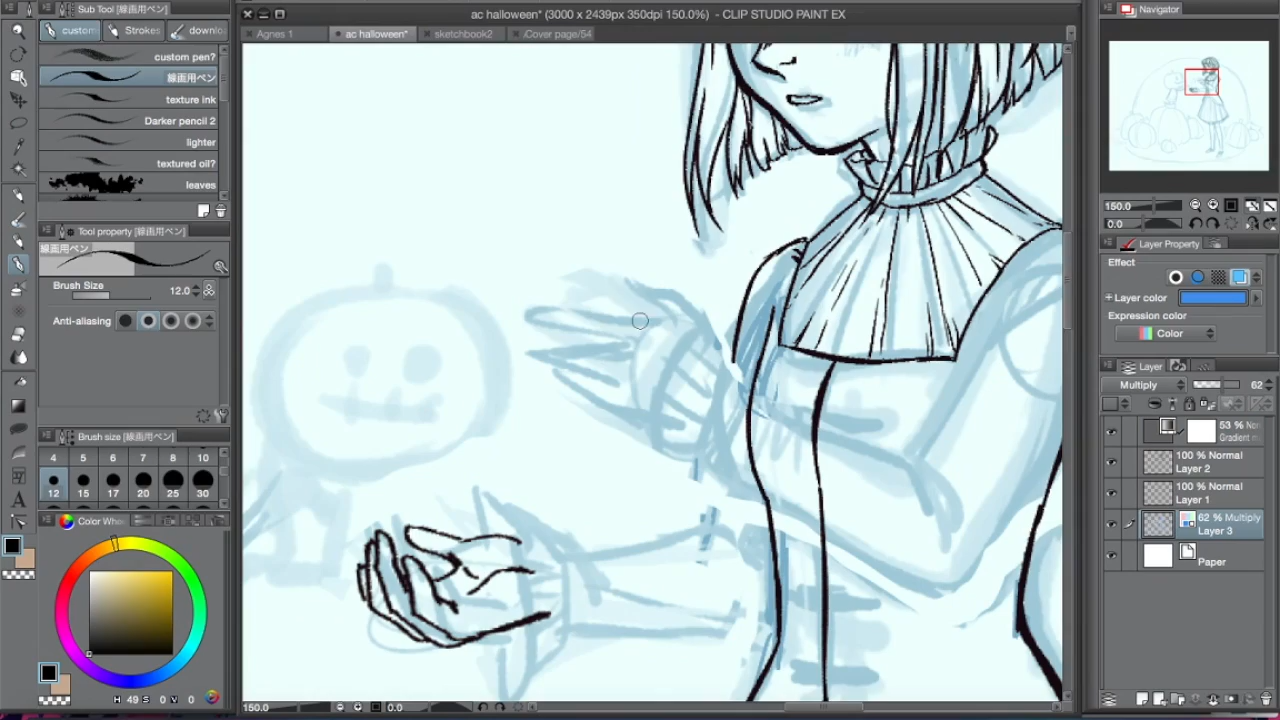 Sub Tool [線画用ペン]
ac halloween* (3000 x 2439px 350dpi 150.0%) - CLIP STUDIO PAINT EX
Navigator
custom
Strokes
downlo
Agnes 1
ac halloween*
sketchbook2
/Cover page/54
custom pen?
線画用ペン
texture ink
Darker pencil 2
lighter
textured oil?
leaves
150.0
0.0
Tool property [線画用ペン]
線画用ペン
Layer Property
Effect
Brush Size
12.0
Layer color
Anti-aliasing
Expression color
Color
Layer
Multiply
62
Brush size [線画用ペン]
4 5 6 7 8 10
12 15 17 20 25 30
53 % Nor
Gradient m
100 % Normal
Layer 2
100 % Normal
Layer 1
62 % Multiply
Layer 3
Paper
Color Whe
H 49 S 0 V 0
150.0
0.0